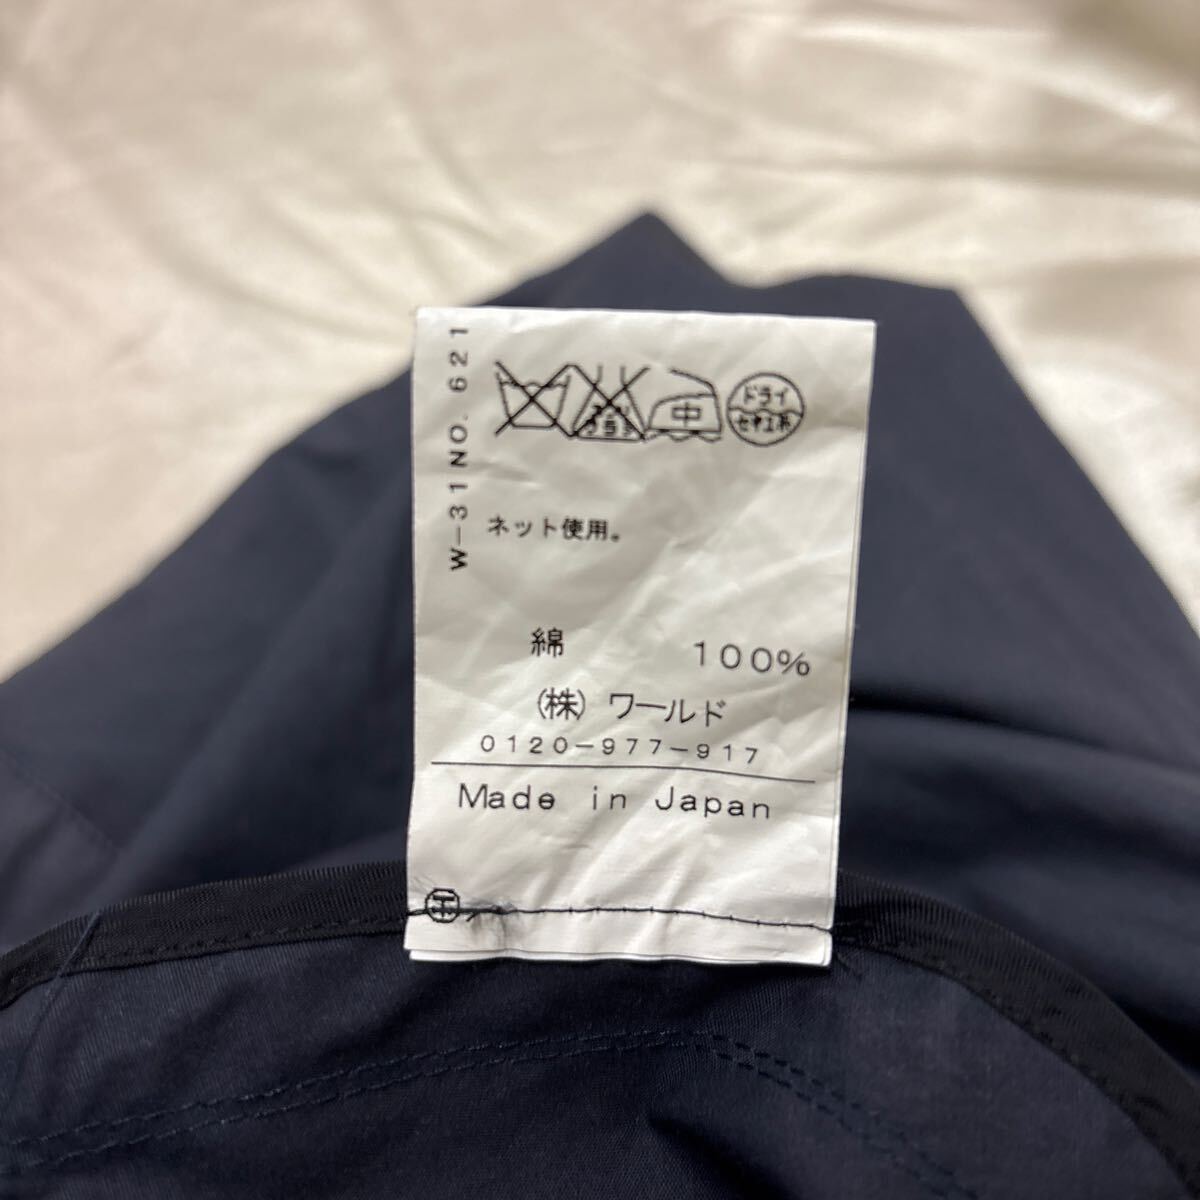 W-31NO. 621
中
ドライ
セキユ系
ネット使用。
綿 100%
(株) ワールド
0120-977-917
Made in Japan